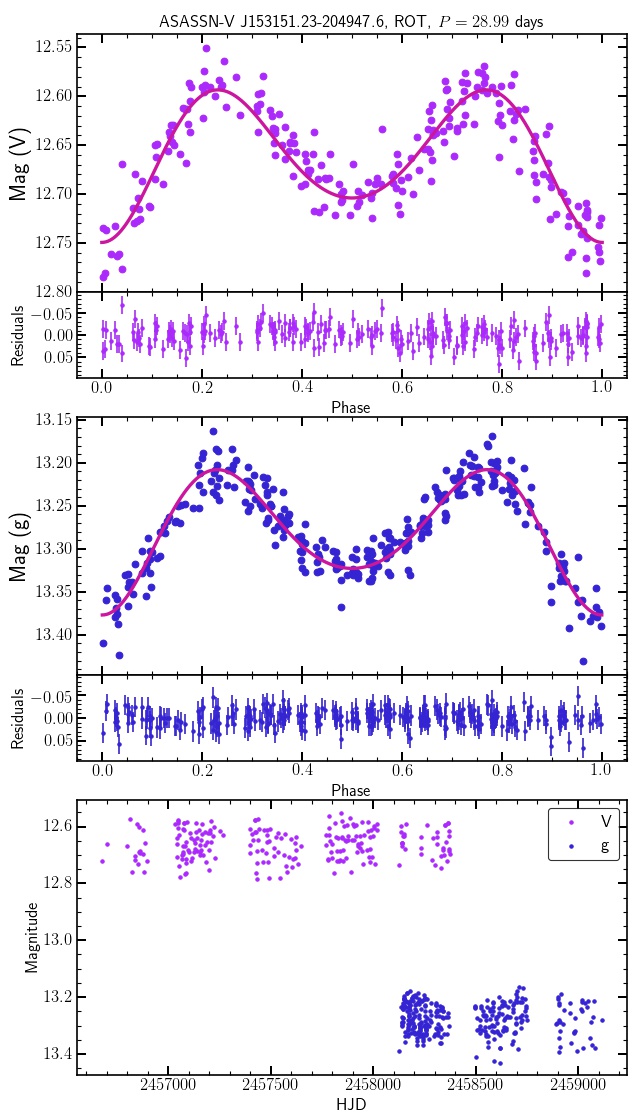 ASASSN-V J153151.23-204947.6, ROT, P = 28.99 days
12.55
12.60
12.65
12.70
12.75
12.80
Mag (V)
−0.05
0.00
0.05
Residuals
0.0 0.2 0.4 0.6 0.8 1.0
Phase
13.15
13.20
13.25
13.30
13.35
13.40
Mag (g)
−0.05
0.00
0.05
Residuals
0.0 0.2 0.4 0.6 0.8 1.0
Phase
V
g
12.6
12.8
13.0
13.2
13.4
Magnitude
2457000 2457500 2458000 2458500 2459000
HJD